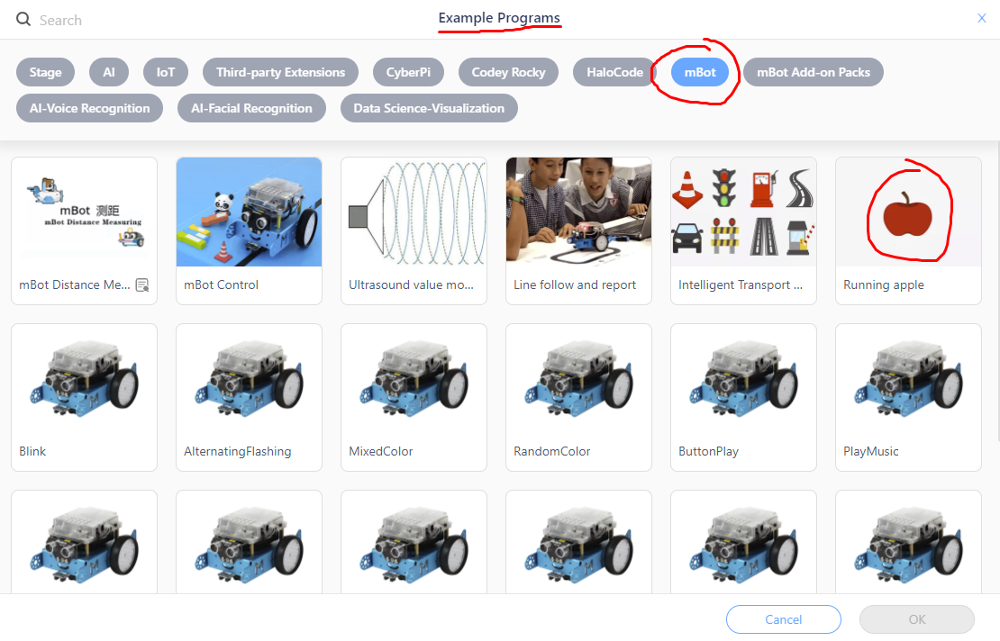 Search
Example Programs
X
Stage
AI
IoT
Third-party Extensions
CyberPi
Codey Rocky
HaloCode
mBot
mBot Add-on Packs
AI-Voice Recognition
AI-Facial Recognition
Data Science-Visualization
mBot 测距
mBot Distance Measuring
mBot Distance Me...
mBot Control
Ultrasound value mo...
Line follow and report
Intelligent Transport ...
Running apple
Blink
AlternatingFlashing
MixedColor
RandomColor
ButtonPlay
PlayMusic
Cancel
OK